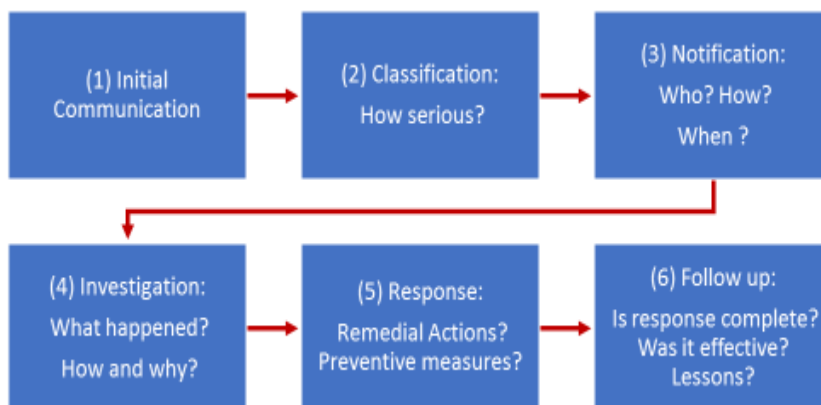 (1) Initial
Communication
(2) Classification:
How serious?
(3) Notification:
Who? How?
When ?
(4) Investigation:
What happened?
How and why?
(5) Response:
Remedial Actions?
Preventive measures?
(6) Follow up:
Is response complete?
Was it effective?
Lessons?